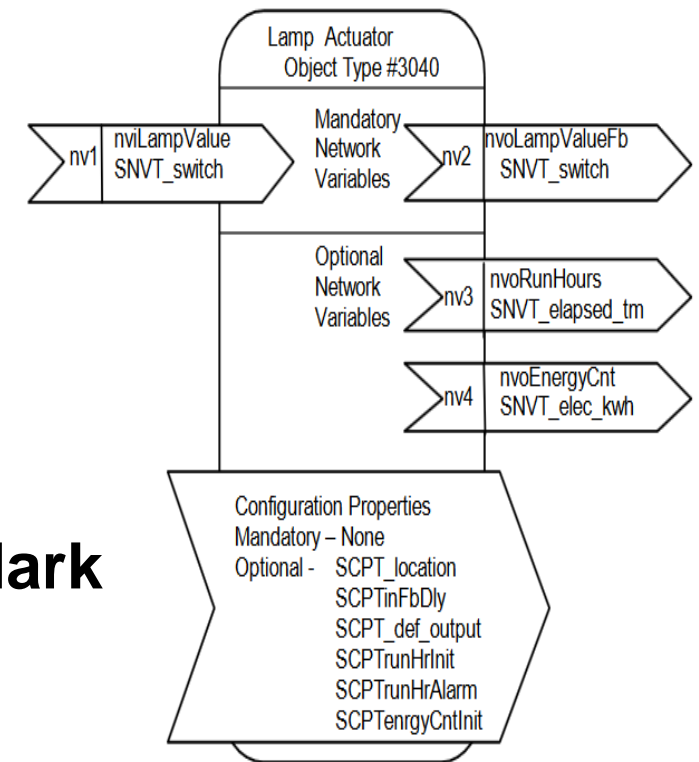 Lamp Actuator
Object Type #3040
Mandatory
Network
Variables
nv1
nviLampValue
SNVT_switch
nv2
nvoLampValueFb
SNVT_switch
Optional
Network
Variables
nv3
nvoRunHours
SNVT_elapsed_tm
nv4
nvoEnergyCnt
SNVT_elec_kwh
Configuration Properties
Mandatory – None
Optional - SCPT_location
SCPTinFbDly
SCPT_def_output
SCPTrunHrInit
SCPTrunHrAlarm
SCPTenrgyCntInit